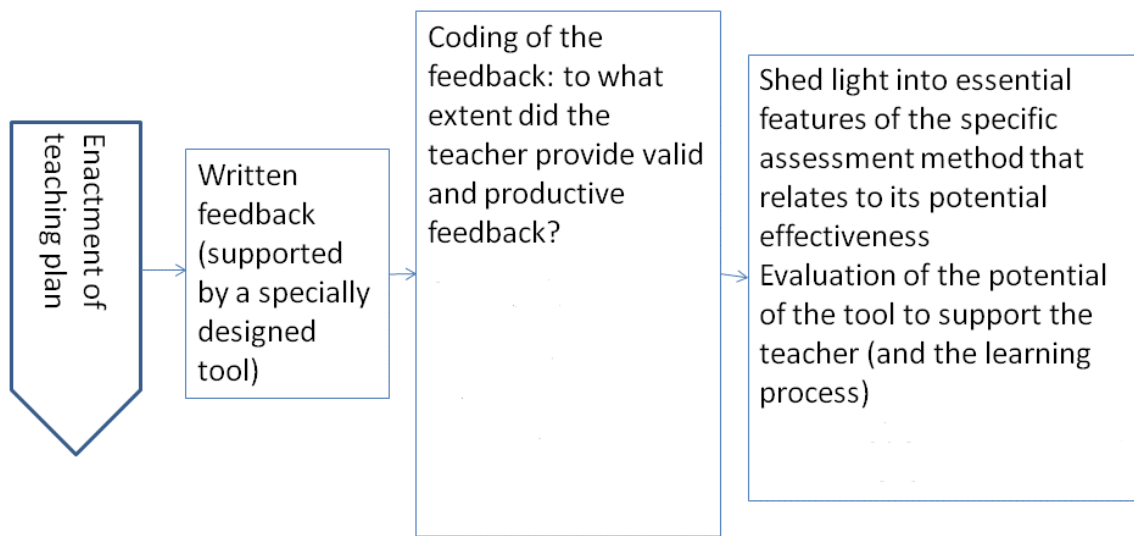 Enactment of
teaching plan
Written
feedback
(supported
by a specially
designed
tool)
Coding of the
feedback: to what
extent did the
teacher provide valid
and productive
feedback?
Shed light into essential
features of the specific
assessment method that
relates to its potential
effectiveness
Evaluation of the potential
of the tool to support the
teacher (and the learning
process)